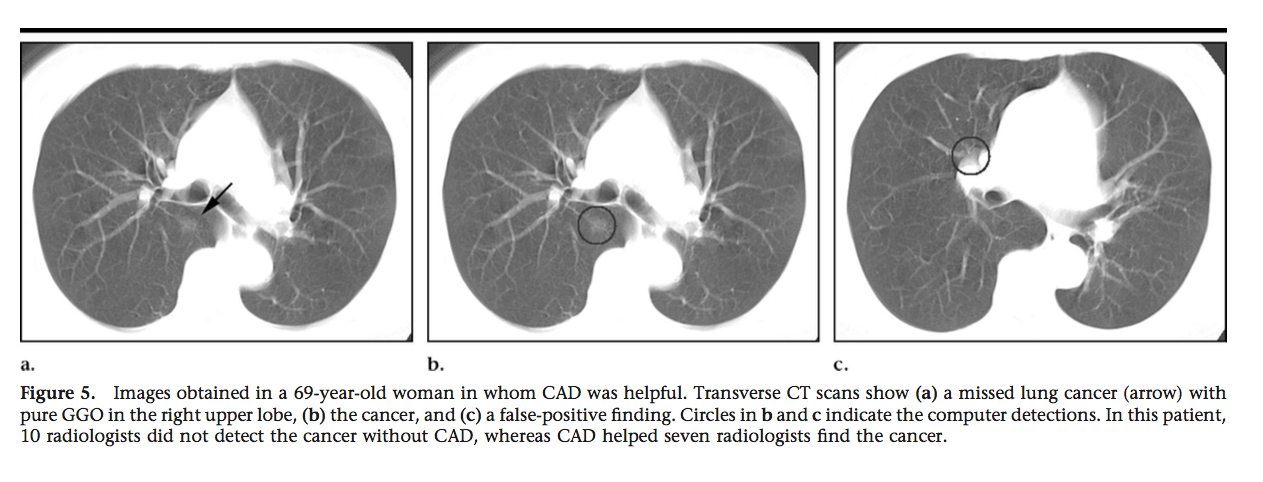 a.
b.
c.
Figure 5. Images obtained in a 69-year-old woman in whom CAD was helpful. Transverse CT scans show (a) a missed lung cancer (arrow) with
pure GGO in the right upper lobe, (b) the cancer, and (c) a false-positive finding. Circles in b and c indicate the computer detections. In this patient,
10 radiologists did not detect the cancer without CAD, whereas CAD helped seven radiologists find the cancer.